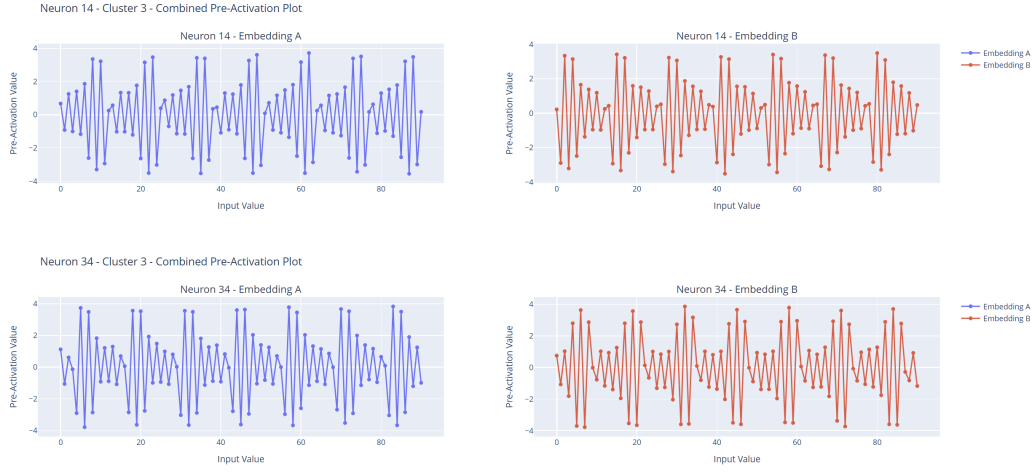 Neuron 14 - Cluster 3 - Combined Pre-Activation Plot
Neuron 14 - Embedding A
Neuron 14 - Embedding B
Pre-Activation Value
4
2
0
−2
−4
0
20
40
60
80
Input Value
Pre-Activation Value
4
2
0
−2
−4
0
20
40
60
80
Input Value
Embedding A
Embedding B
Neuron 34 - Cluster 3 - Combined Pre-Activation Plot
Neuron 34 - Embedding A
Neuron 34 - Embedding B
Pre-Activation Value
4
2
0
−2
−4
0
20
40
60
80
Input Value
Pre-Activation Value
4
2
0
−2
−4
0
20
40
60
80
Input Value
Embedding A
Embedding B